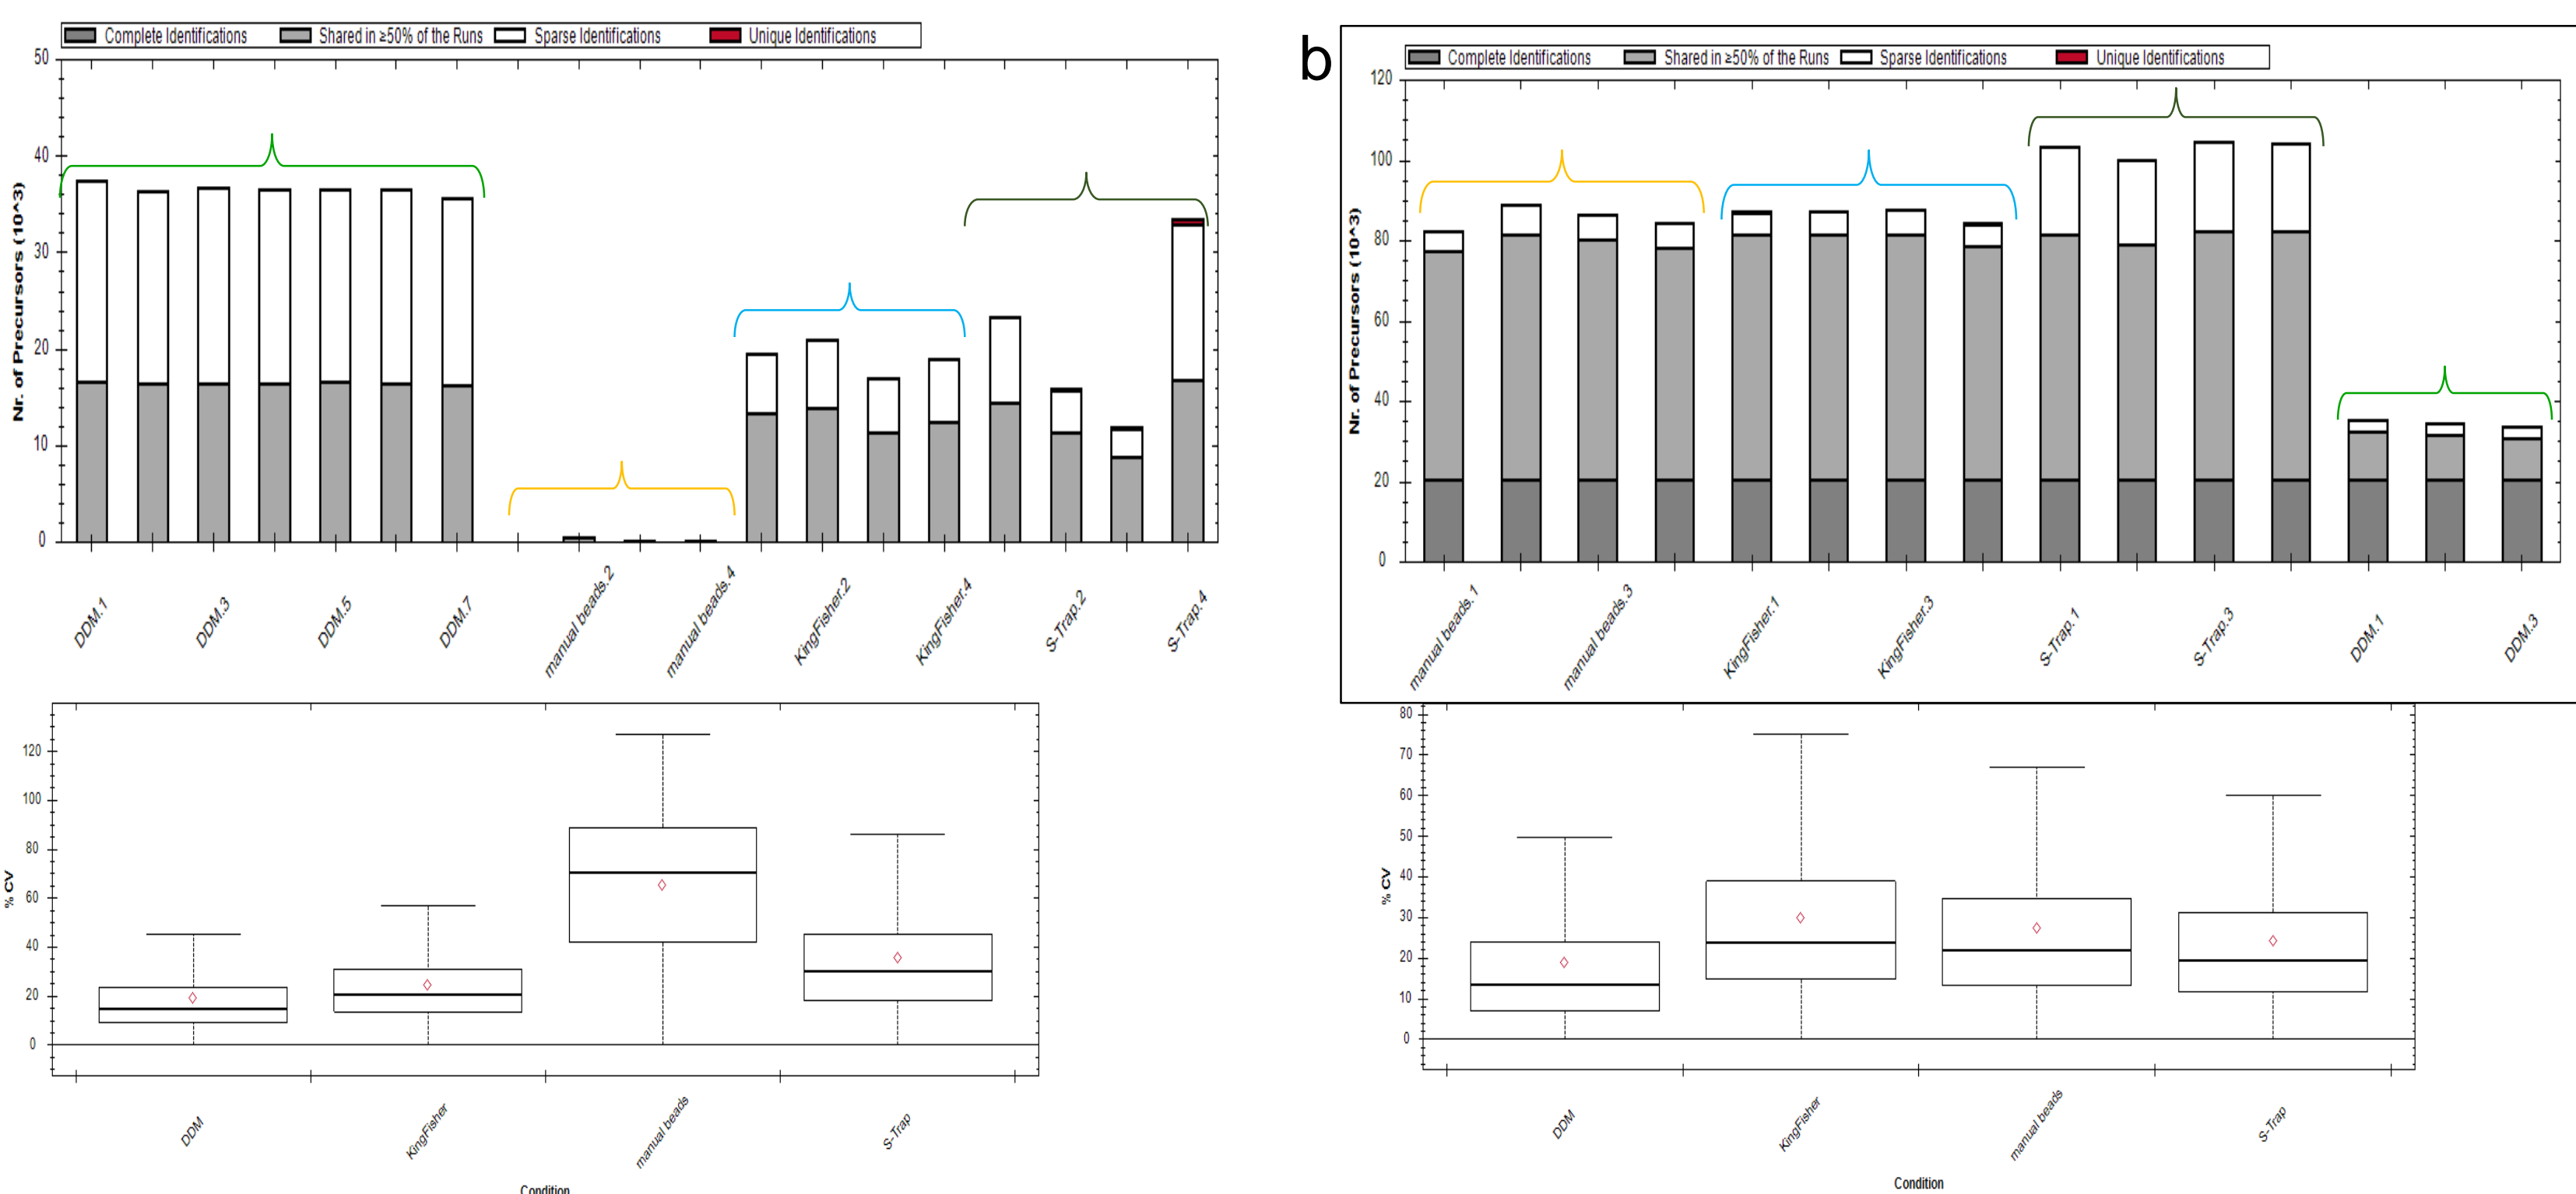 Complete Identifications Shared in ≥50% of the Runs Sparse Identifications Unique Identifications
50
40
30
20
10
0
Nr. of Precursors (10^3)
DDM.1 DDM.3 DDM.5 DDM.7 manual beads.2 manual beads.4 KingFisher.2 KingFisher.4 S-Trap.2 S-Trap.4
b
Complete Identifications Shared in ≥50% of the Runs Sparse Identifications Unique Identifications
120
100
80
60
40
20
0
Nr. of Precursors (10^3)
manual beads.1 manual beads.3 KingFisher.1 KingFisher.3 S-Trap.1 S-Trap.3 DDM.1 DDM.3
120
100
80
60
40
20
0
% CV
DDM KingFisher manual beads S-Trap
Condition
80
70
60
50
40
30
20
10
0
% CV
DDM KingFisher manual beads S-Trap
Condition